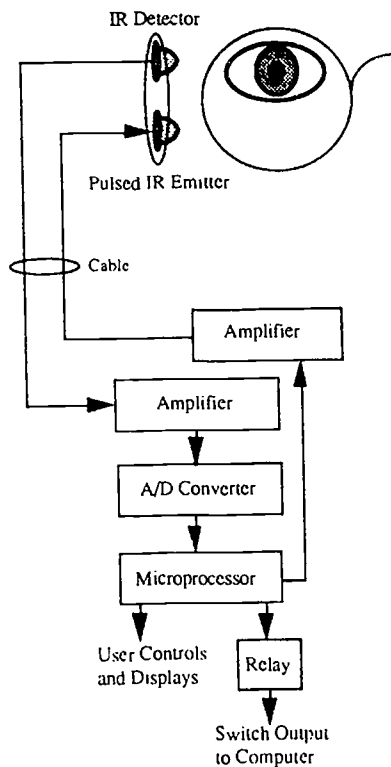 IR Detector
Pulsed IR Emitter
Cable
Amplifier
Amplifier
A/D Converter
Microprocessor
User Controls
and Displays
Relay
Switch Output
to Computer